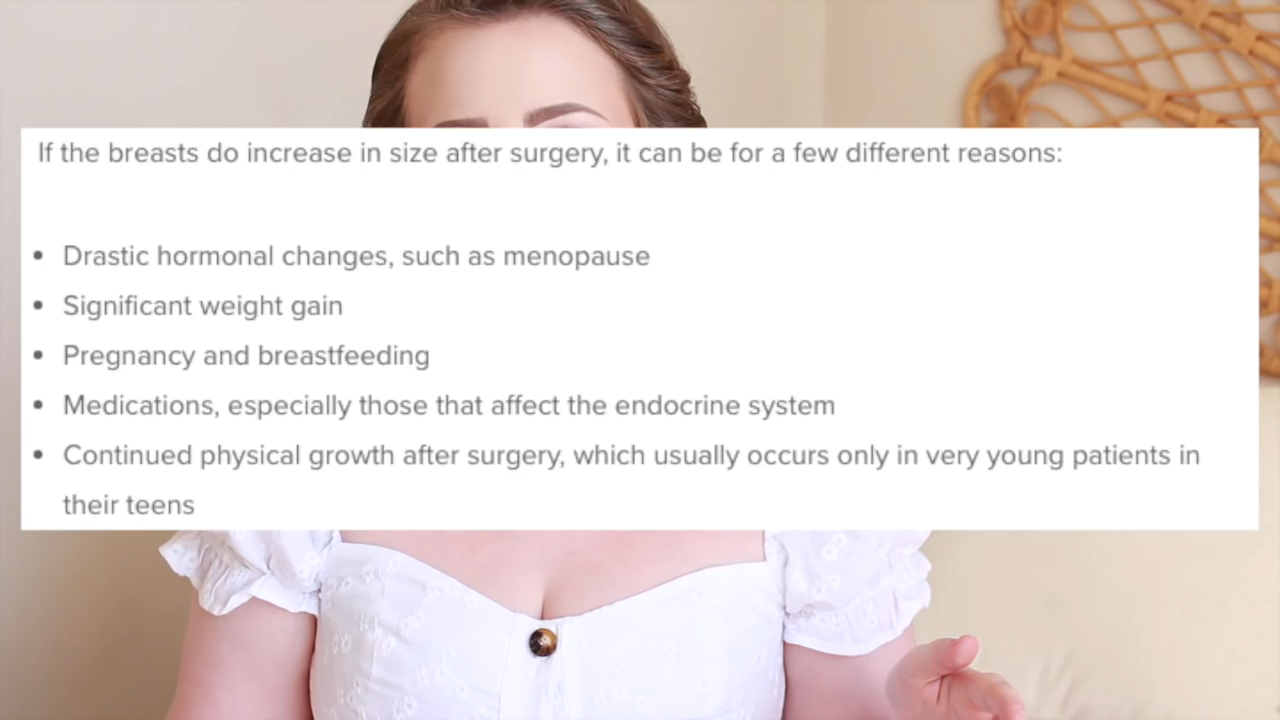 If the breasts do increase in size after surgery, it can be for a few different reasons:
• Drastic hormonal changes, such as menopause
• Significant weight gain
• Pregnancy and breastfeeding
• Medications, especially those that affect the endocrine system
• Continued physical growth after surgery, which usually occurs only in very young patients in
their teens